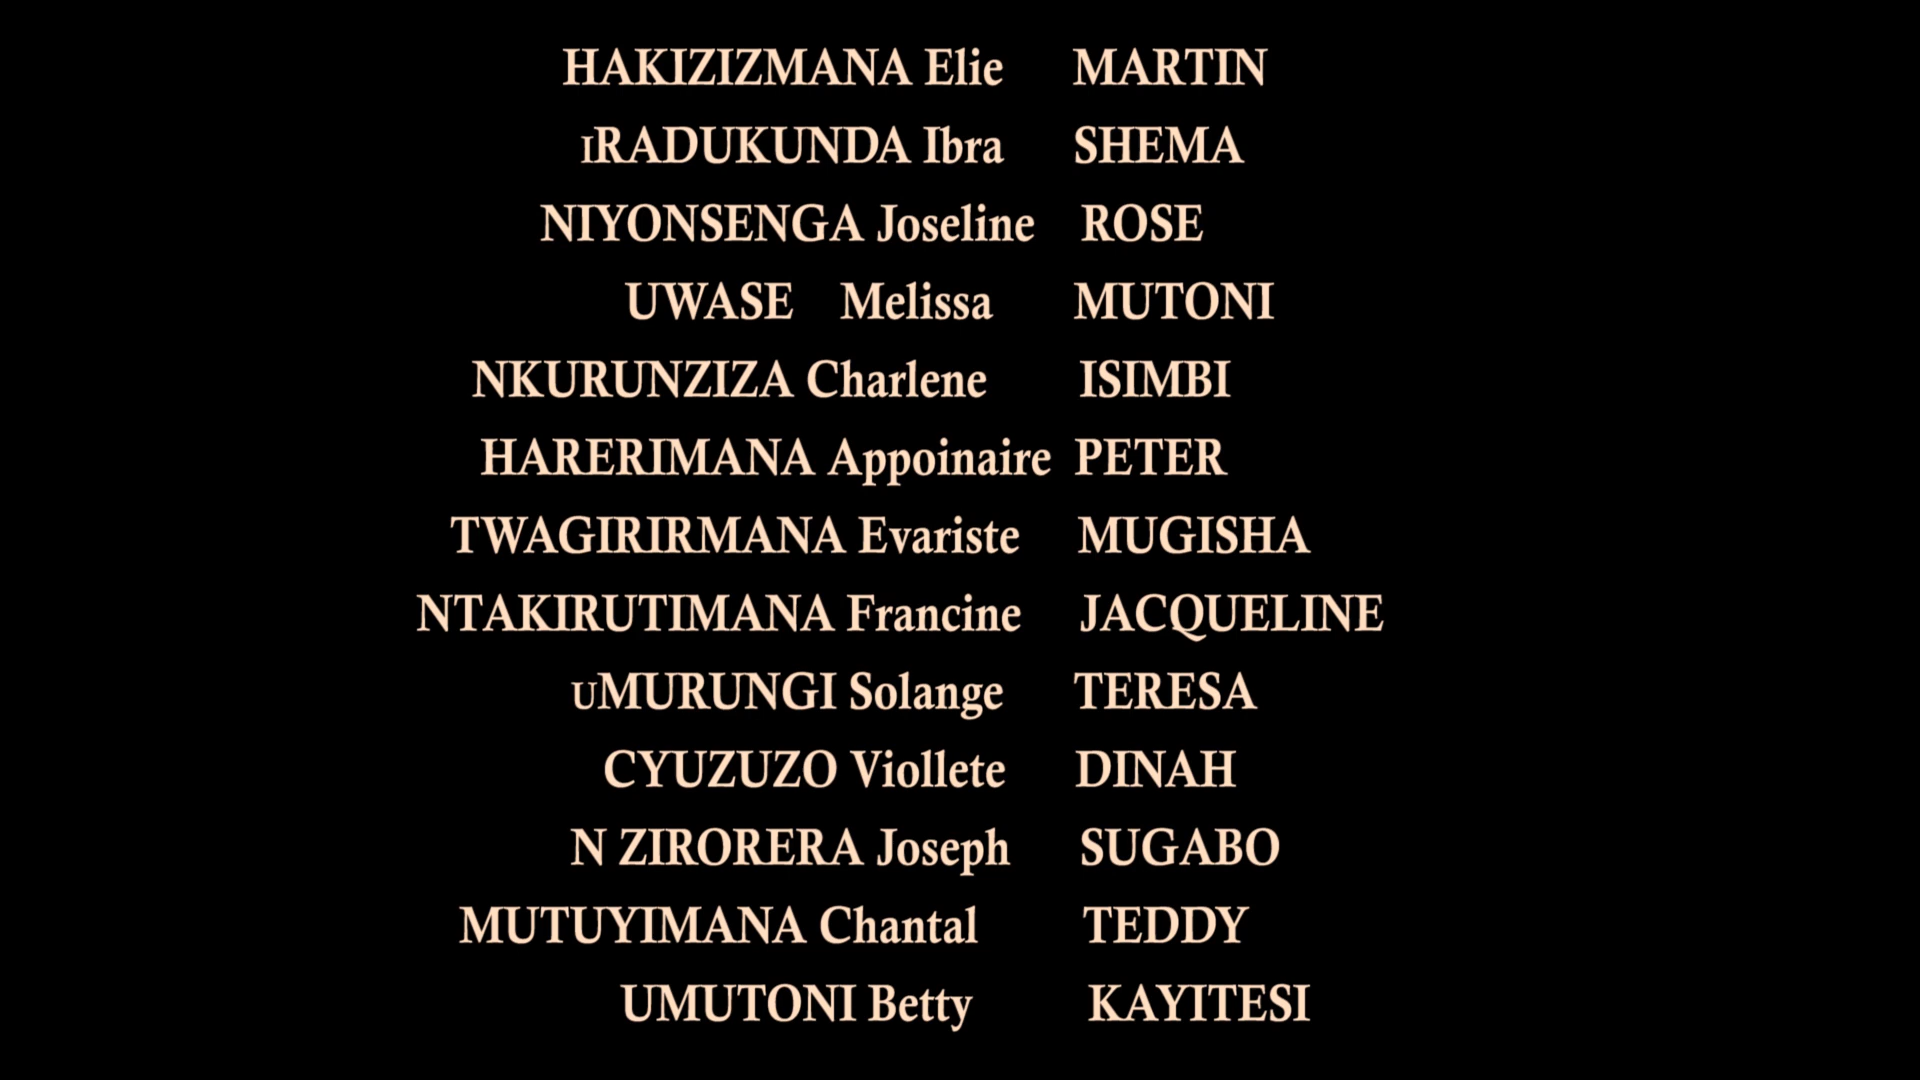 HAKIZIZMANA Elie MARTIN
IRADUKUNDA Ibra SHEMA
NIYONSENGA Joseline ROSE
UWASE Melissa MUTONI
NKURUNZIZA Charlene ISIMBI
HARERIMANA Appoinaire PETER
TWAGIRIRMANA Evariste MUGISHA
NTAKIRUTIMANA Francine JACQUELINE
UMURUNGI Solange TERESA
CYUZUZO Viollete DINAH
N ZIRORERA Joseph SUGABO
MUTUYIMANA Chantal TEDDY
UMUTONI Betty KAYITESI